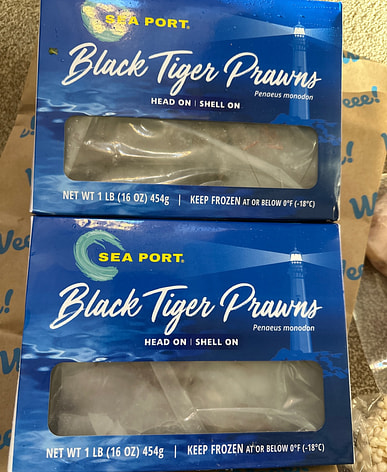 SEA PORT®
Black Tiger Prawns
Penaeus monodon
HEAD ON | SHELL ON
NET WT 1 LB (16 OZ) 454g | KEEP FROZEN AT OR BELOW 0°F (-18°C)
SEA PORT®
Black Tiger Prawns
Penaeus monodon
HEAD ON | SHELL ON
NET WT 1 LB (16 OZ) 454g | KEEP FROZEN AT OR BELOW 0°F (-18°C)
Weee!